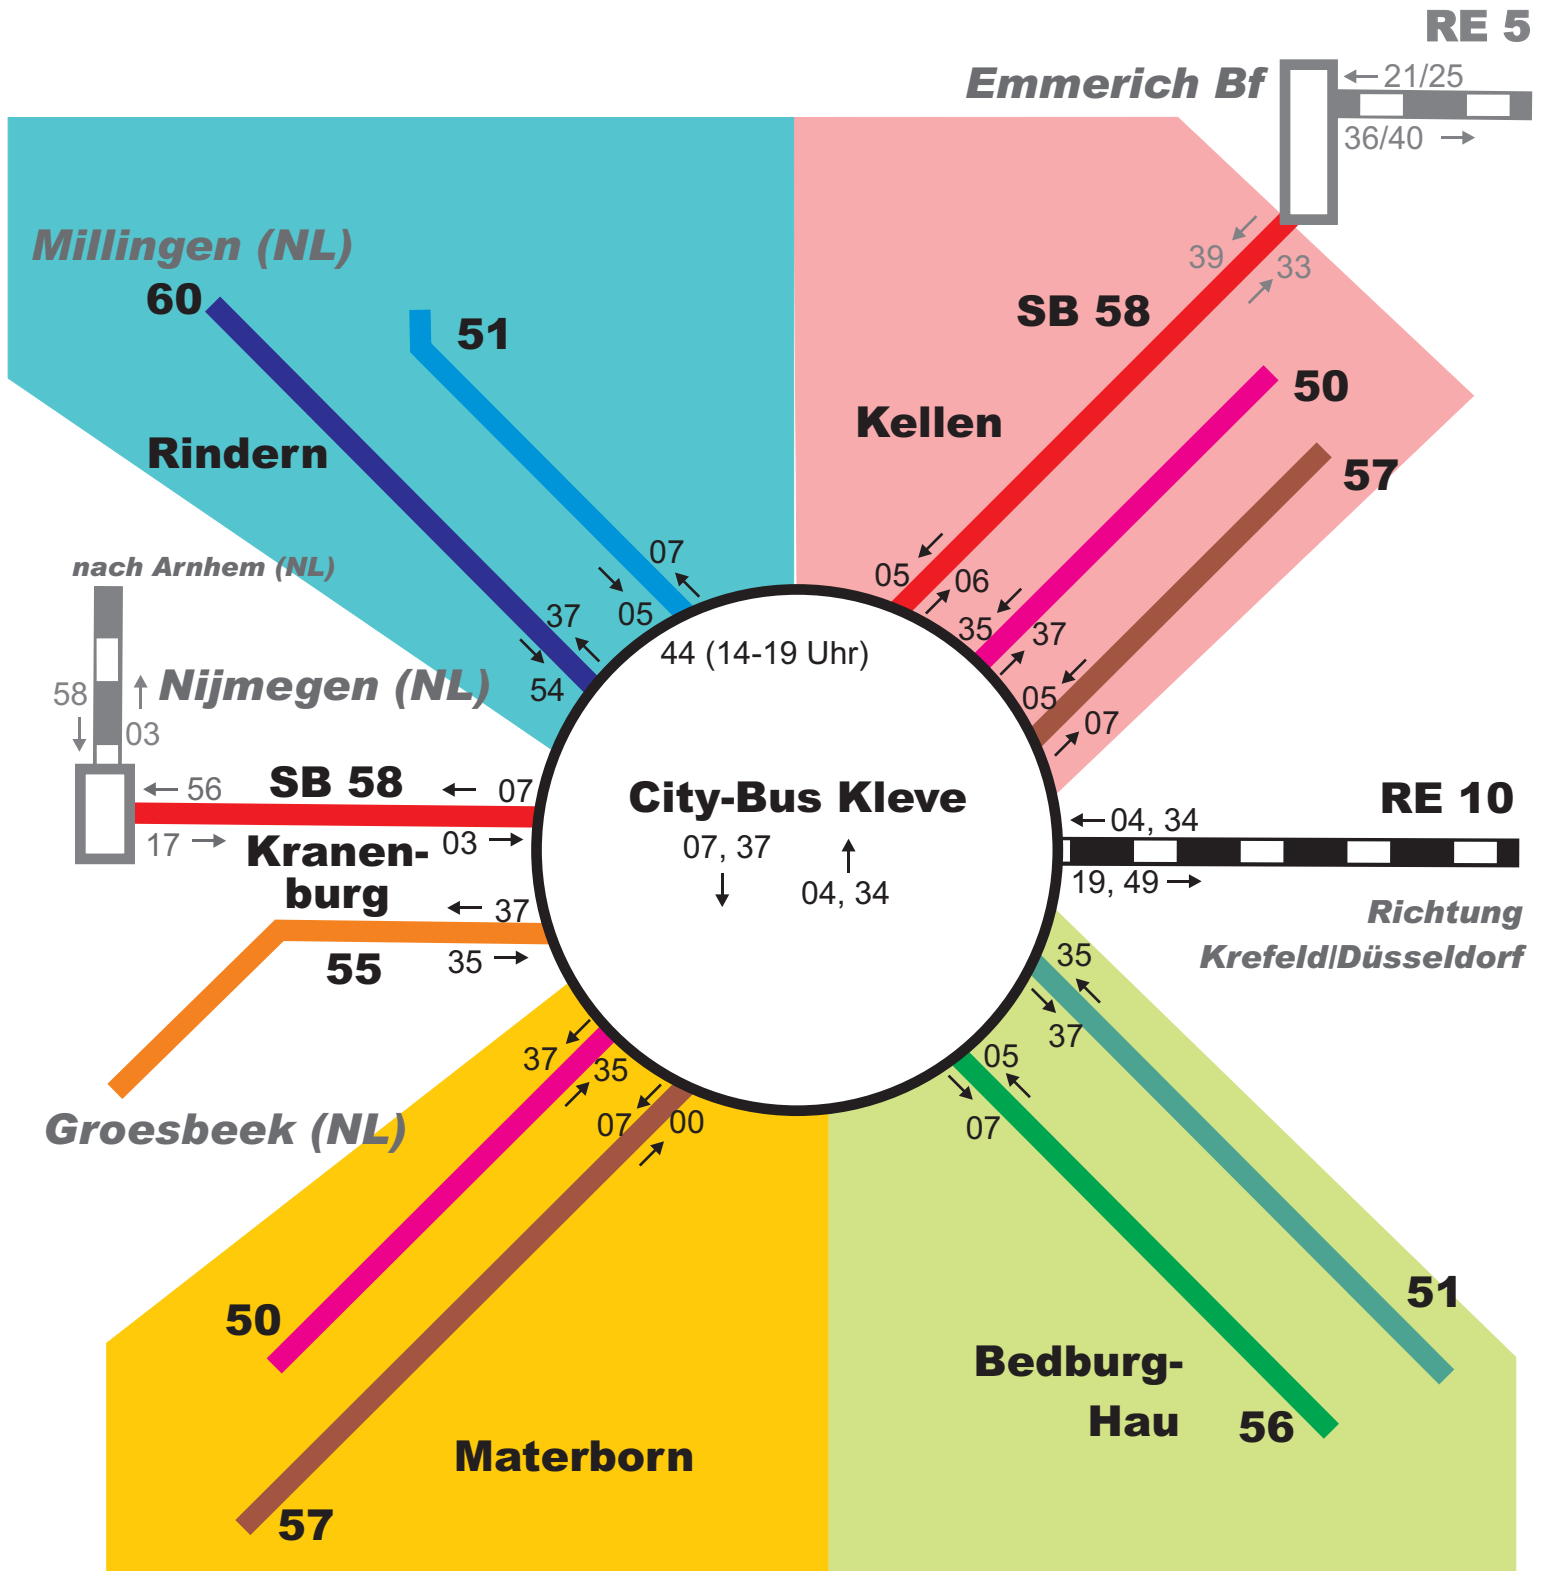 RE 5
Emmerich Bf
21/25
36/40
Millingen (NL)
60
51
39
33
SB 58
50
Kellen
57
Rindern
07
05
37
54
05
06
35
37
05
07
44 (14-19 Uhr)
nach Arnhem (NL)
Nijmegen (NL)
58
03
56
SB 58
07
17
Kranen-
burg
03
37
55
35
City-Bus Kleve
07, 37
04, 34
RE 10
04, 34
19, 49
Richtung
Krefeld/Düsseldorf
Groesbeek (NL)
37
35
07
00
35
37
05
07
50
57
Materborn
51
Bedburg-
Hau
56